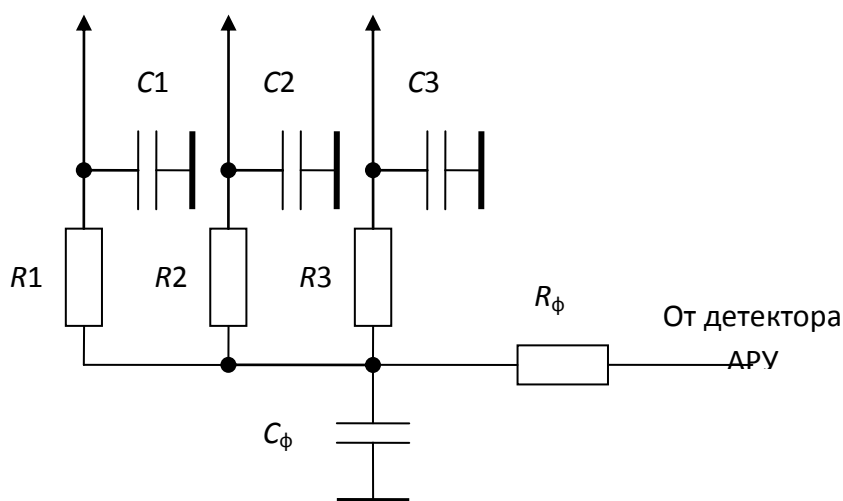 C1
C2
C3
R1
R2
R3
Rф
От детектора
АРУ
Cф